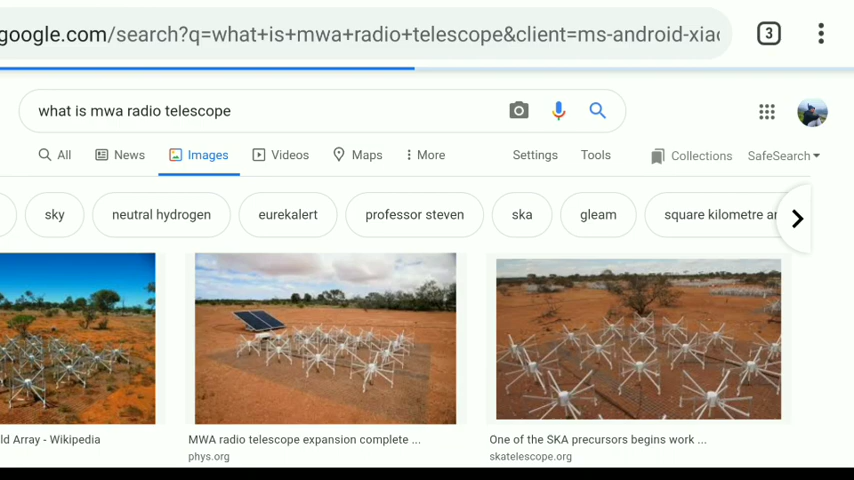 google.com/search?q=what+is+mwa+radio+telescope&client=ms-android-xiao
3
what is mwa radio telescope
All News Images Videos Maps More Settings Tools Collections SafeSearch
sky neutral hydrogen eurekalert professor steven ska gleam square kilometre ar
ld Array - Wikipedia
MWA radio telescope expansion complete ...
phys.org
One of the SKA precursors begins work ...
skatelescope.org